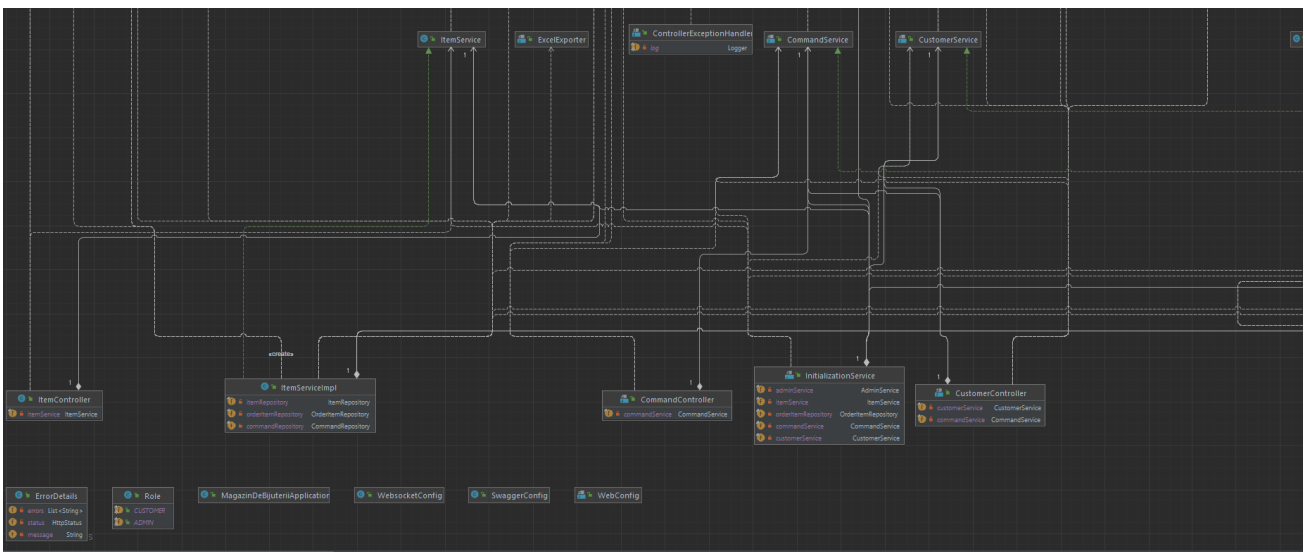 ItemService
ExcelExporter
ControllerExceptionHandler
log Logger
CommandService
CustomerService
1
1
1
«create»
1
1
1
1
1
ItemController
itemService ItemService
ItemServiceImpl
itemRepository ItemRepository
orderItemRepository OrderItemRepository
commandRepository CommandRepository
CommandController
commandService CommandService
InitializationService
adminService AdminService
itemService ItemService
orderItemRepository OrderItemRepository
commandService CommandService
customerService CustomerService
CustomerController
customerService CustomerService
commandService CommandService
ErrorDetails
errors List<String>
status HttpStatus
message String
Role
CUSTOMER
ADMIN
MagazinDeBijuteriiApplication
WebsocketConfig
SwaggerConfig
WebConfig